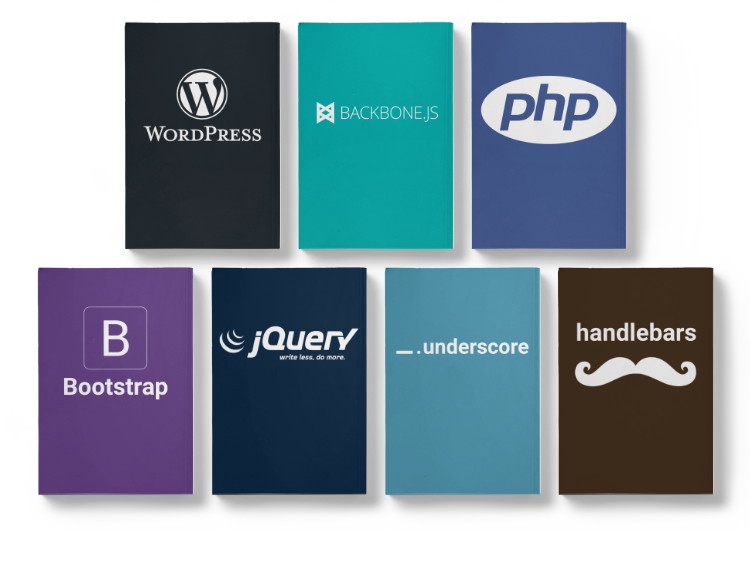 WORDPRESS
BACKBONE.JS
php
B
Bootstrap
jQuery
write less, do more.
_.underscore
handlebars